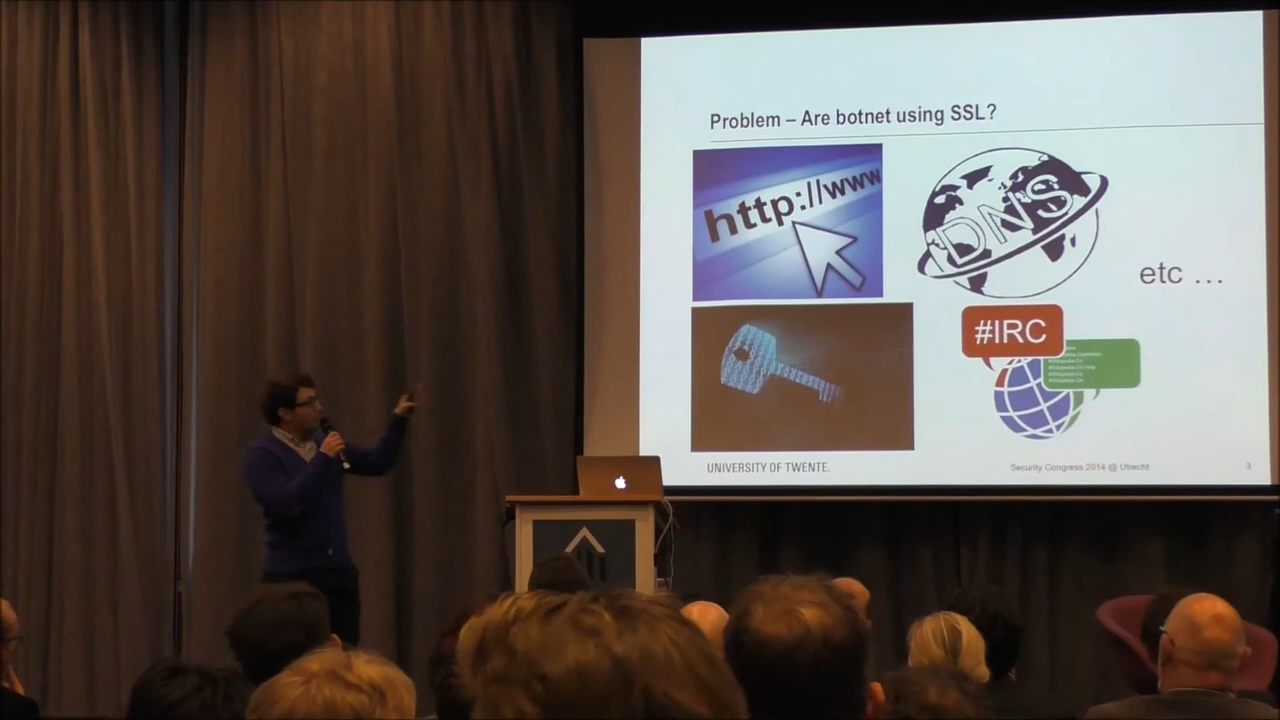 Problem – Are botnet using SSL?
http://www
DNS
etc ...
#IRC
UNIVERSITY OF TWENTE.
Security Congress 2014 @ Utrecht
3